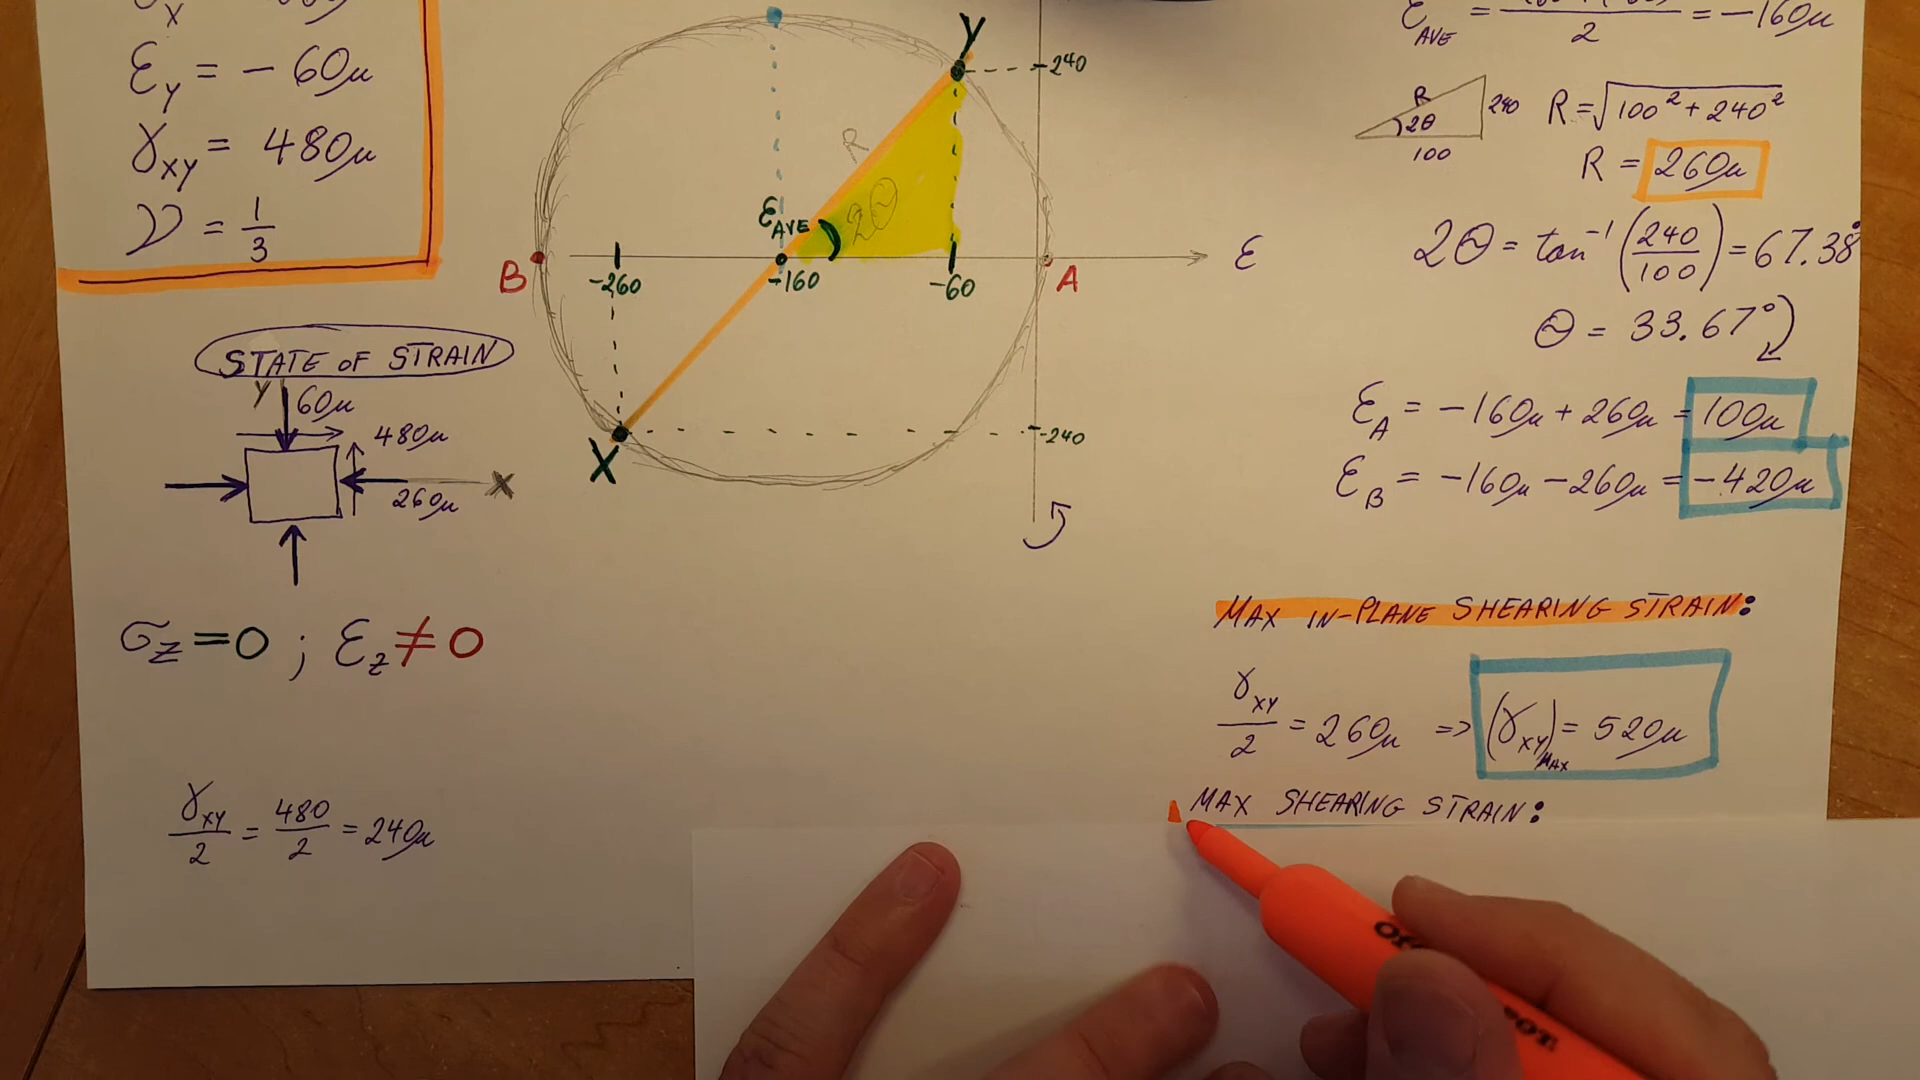 εy = - 60μ
γxy = 480μ
ν = 1/3
STATE OF STRAIN
Y
60μ
480μ
260μ
X
σz = 0 ; εz ≠ 0
γxy/2 = 480/2 = 240μ
Y
240
R
εAVE
2θ
B
-260
-160
-60
A
ε
X
-240
εAVE = 2 = -160μ
R
2θ
240
100
R = √100² + 240²
R = 260μ
2θ = tan⁻¹ (240/100) = 67.38°
θ = 33.67°
εA = -160μ + 260μ = 100μ
εB = -160μ - 260μ = -420μ
MAX IN-PLANE SHEARING STRAIN:
γxy/2 = 260μ => (γxy)MAX = 520μ
MAX SHEARING STRAIN: